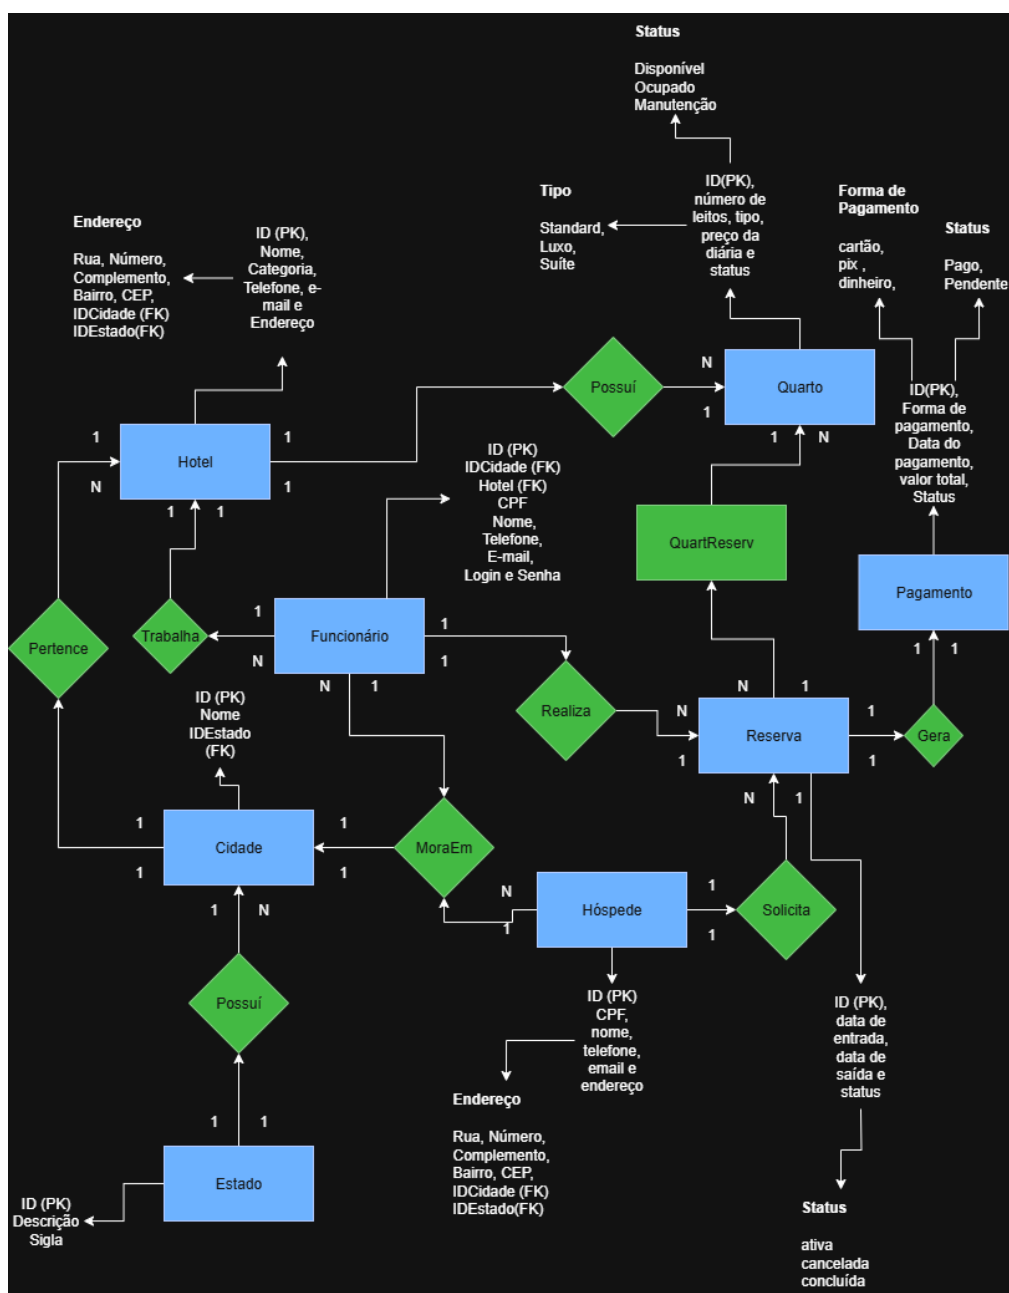 Status
Disponível
Ocupado
Manutenção
ID(PK),
número de
leitos, tipo,
preço da
diária e
status
Tipo
Standard,
Luxo,
Suíte
Forma de
Pagamento
cartão,
pix ,
dinheiro,
Status
Pago,
Pendente
Endereço
Rua, Número,
Complemento,
Bairro, CEP,
IDCidade (FK)
IDEstado(FK)
ID (PK),
Nome,
Categoria,
Telefone, e-
mail e
Endereço
Possuí
N
1
Quarto
1
N
ID(PK),
Forma de
pagamento,
Data do
pagamento,
valor total,
Status
1
N
Hotel
1
1
1
1
ID (PK)
IDCidade (FK)
Hotel (FK)
CPF
Nome,
Telefone,
E-mail,
Login e Senha
QuartReserv
Pagamento
1
1
Pertence
Trabalha
1
N
Funcionário
1
1
N
1
Realiza
N
1
N
1
Reserva
1
1
Gera
N
1
ID (PK)
Nome
IDEstado
(FK)
1
1
Cidade
1
1
1
N
MoraEm
N
1
Hóspede
1
1
Solicita
Possuí
ID (PK)
CPF,
nome,
telefone,
email e
endereço
ID (PK),
data de
entrada,
data de
saída e
status
Endereço
Rua, Número,
Complemento,
Bairro, CEP,
IDCidade (FK)
IDEstado(FK)
1
1
Estado
ID (PK)
Descrição
Sigla
Status
ativa
cancelada
concluída